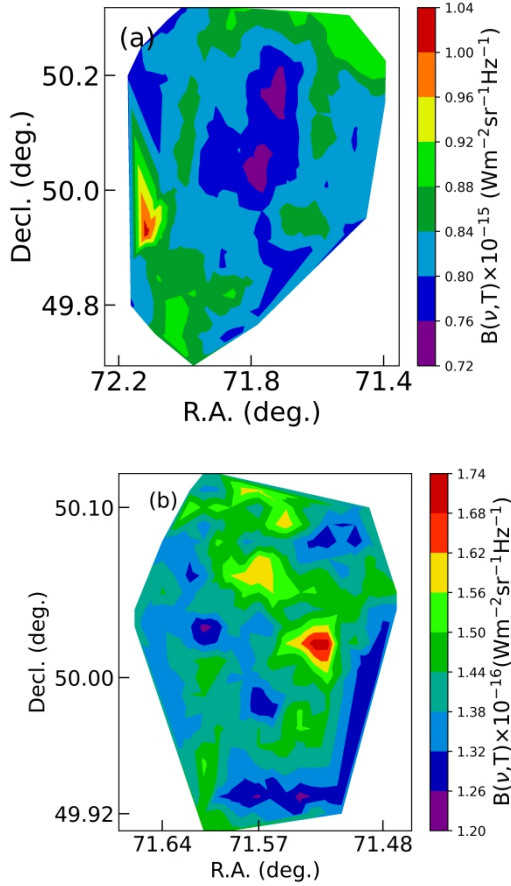 (a)
50.2
50.0
49.8
Decl. (deg.)
72.2 71.8 71.4
R.A. (deg.)
1.04
1.00
0.96
0.92
0.88
0.84
0.80
0.76
0.72
B(ν,T)×10⁻¹⁵ (Wm⁻²sr⁻¹Hz⁻¹)
(b)
50.10
50.00
49.92
Decl. (deg.)
71.64 71.57 71.48
R.A. (deg.)
1.74
1.68
1.62
1.56
1.50
1.44
1.38
1.32
1.26
1.20
B(ν,T)×10⁻¹⁶(Wm⁻²sr⁻¹Hz⁻¹)